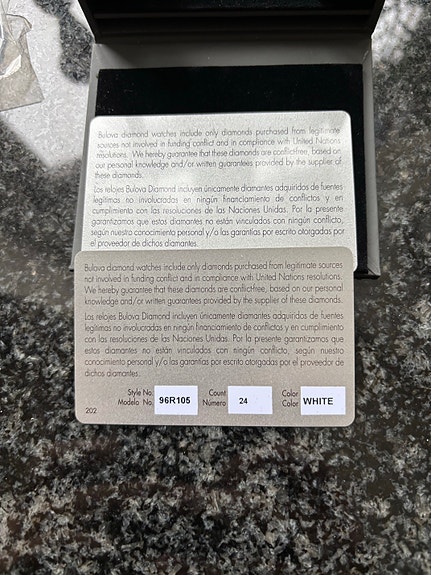 Bulova diamond watches include only diamonds purchased from legitimate
sources not involved in funding conflict and in compliance with United Nations
resolutions. We hereby guarantee that these diamonds are conflict-free, based on
our personal knowledge and/or written guarantees provided by the supplier of
these diamonds.
Los relojes Bulova Diamond incluyen únicamente diamantes adquiridos de fuentes
legítimas no involucradas en ningún financiamiento de conflictos y en
cumplimiento con las resoluciones de las Naciones Unidas. Por la presente
garantizamos que estos diamantes no están vinculados con ningún conflicto,
según nuestro conocimiento personal y/o las garantías por escrito otorgadas por
el proveedor de dichos diamantes.
Bulova diamond watches include only diamonds purchased from legitimate sources
not involved in funding conflict and in compliance with United Nations resolutions.
We hereby guarantee that these diamonds are conflict-free, based on our personal
knowledge and/or written guarantees provided by the supplier of these diamonds.
Los relojes Bulova Diamond incluyen únicamente diamantes adquiridos de fuentes
legítimas no involucradas en ningún financiamiento de conflictos y en cumplimiento
con las resoluciones de las Naciones Unidas. Por la presente garantizamos que
estos diamantes no están vinculados con ningún conflicto, según nuestro
conocimiento personal y/o las garantías por escrito otorgadas por el proveedor de
dichos diamantes.
Style No. Count Color
96R105 24 WHITE
Modelo No. Número Color
202